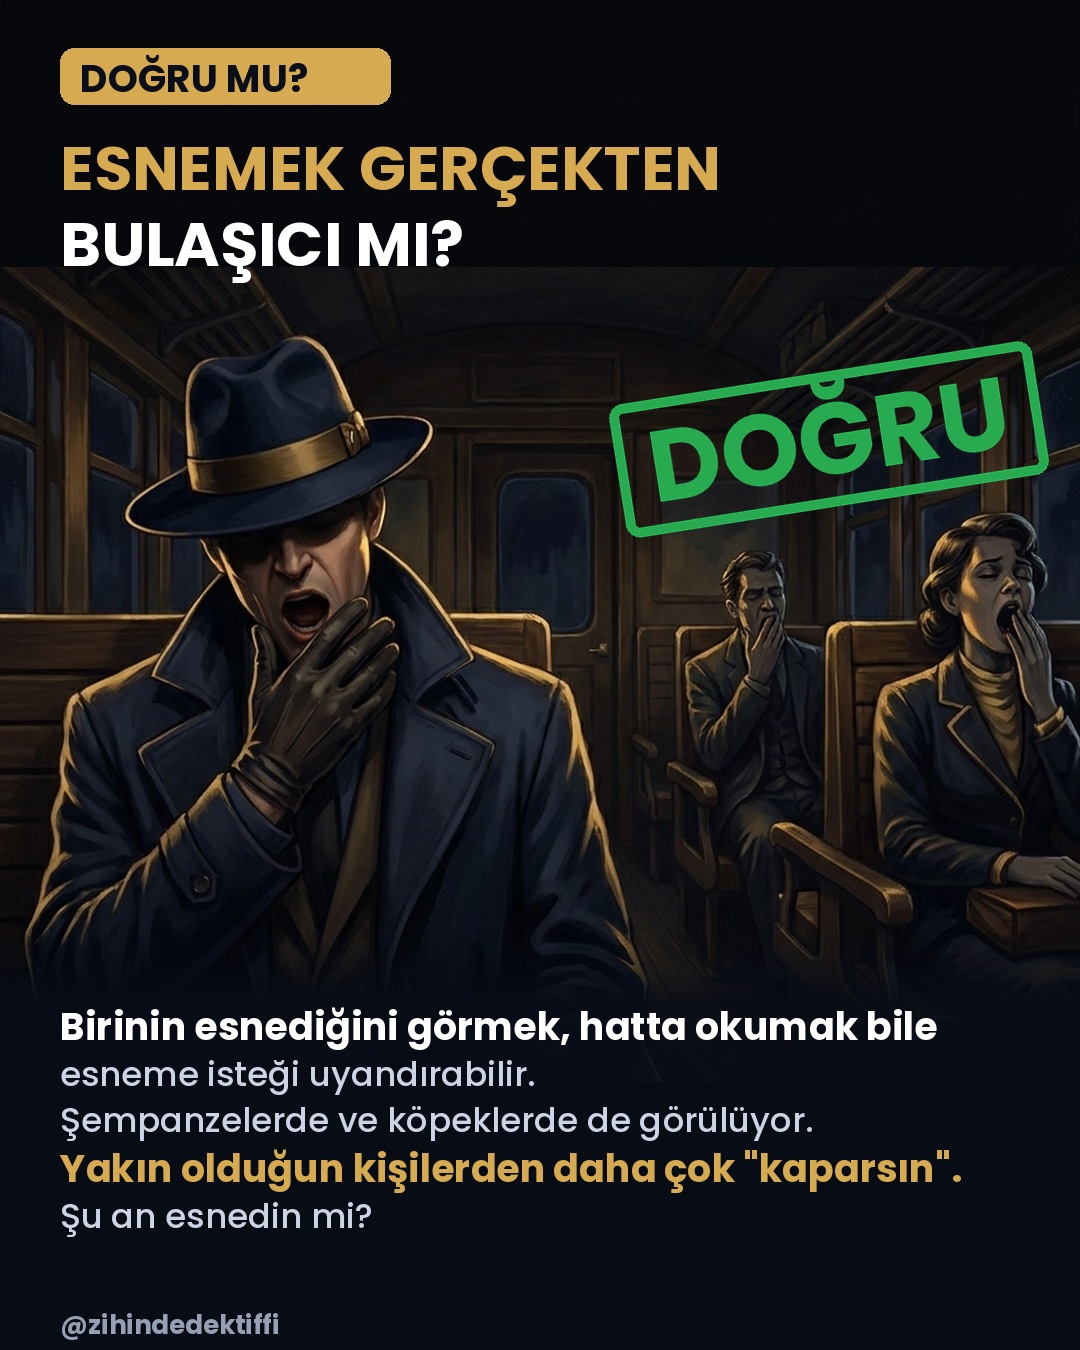 DOĞRU MU?
ESNEMEK GERÇEKTEN
BULAŞICI MI?
DOĞRU
Birinin esnediğini görmek, hatta okumak bile
esneme isteği uyandırabilir.
Şempanzelerde ve köpeklerde de görülüyor.
Yakın olduğun kişilerden daha çok "kaparsın".
Şu an esnedin mi?
@zihindedektiffi